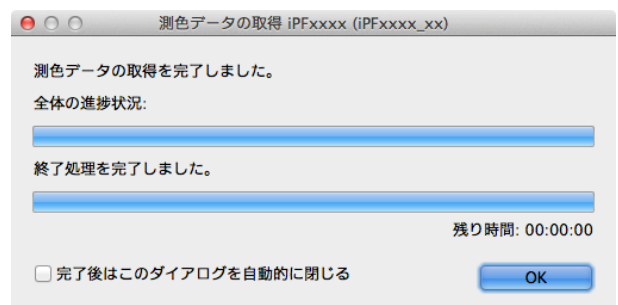 測色データの取得 iPFxxxx (iPFxxxx_xx)
測色データの取得を完了しました。
全体の進捗状況:
終了処理を完了しました。
残り時間: 00:00:00
完了後はこのダイアログを自動的に閉じる
OK